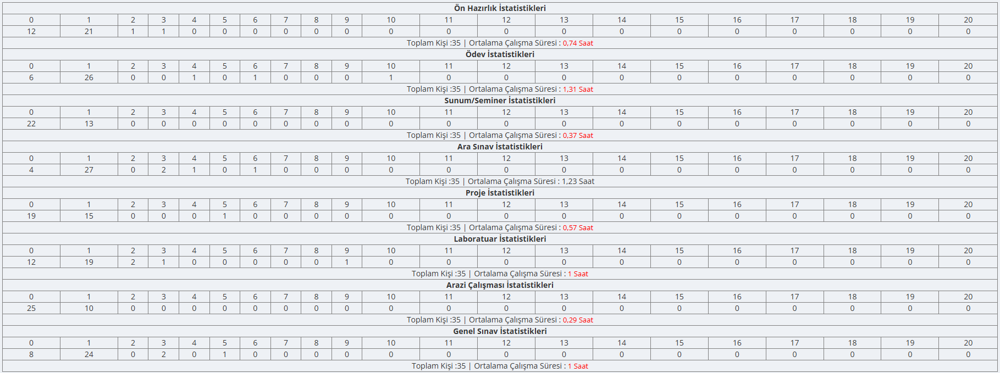 Ön Hazırlık İstatistikleri
0 1 2 3 4 5 6 7 8 9 10 11 12 13 14 15 16 17 18 19 20
12 21 1 1 0 0 0 0 0 0 0 0 0 0 0 0 0 0 0 0 0
Toplam Kişi :35 | Ortalama Çalışma Süresi : 0,74 Saat
Ödev İstatistikleri
0 1 2 3 4 5 6 7 8 9 10 11 12 13 14 15 16 17 18 19 20
6 26 0 0 1 0 1 0 0 0 1 0 0 0 0 0 0 0 0 0 0
Toplam Kişi :35 | Ortalama Çalışma Süresi : 1,31 Saat
Sunum/Seminer İstatistikleri
0 1 2 3 4 5 6 7 8 9 10 11 12 13 14 15 16 17 18 19 20
22 13 0 0 0 0 0 0 0 0 0 0 0 0 0 0 0 0 0 0 0
Toplam Kişi :35 | Ortalama Çalışma Süresi : 0,37 Saat
Ara Sınav İstatistikleri
0 1 2 3 4 5 6 7 8 9 10 11 12 13 14 15 16 17 18 19 20
4 27 0 2 1 0 1 0 0 0 0 0 0 0 0 0 0 0 0 0 0
Toplam Kişi :35 | Ortalama Çalışma Süresi : 1,23 Saat
Proje İstatistikleri
0 1 2 3 4 5 6 7 8 9 10 11 12 13 14 15 16 17 18 19 20
19 15 0 0 0 1 0 0 0 0 0 0 0 0 0 0 0 0 0 0 0
Toplam Kişi :35 | Ortalama Çalışma Süresi : 0,57 Saat
Laboratuar İstatistikleri
0 1 2 3 4 5 6 7 8 9 10 11 12 13 14 15 16 17 18 19 20
12 19 2 1 0 0 0 0 0 1 0 0 0 0 0 0 0 0 0 0 0
Toplam Kişi :35 | Ortalama Çalışma Süresi : 1 Saat
Arazi Çalışması İstatistikleri
0 1 2 3 4 5 6 7 8 9 10 11 12 13 14 15 16 17 18 19 20
25 10 0 0 0 0 0 0 0 0 0 0 0 0 0 0 0 0 0 0 0
Toplam Kişi :35 | Ortalama Çalışma Süresi : 0,29 Saat
Genel Sınav İstatistikleri
0 1 2 3 4 5 6 7 8 9 10 11 12 13 14 15 16 17 18 19 20
8 24 0 2 0 1 0 0 0 0 0 0 0 0 0 0 0 0 0 0 0
Toplam Kişi :35 | Ortalama Çalışma Süresi : 1 Saat